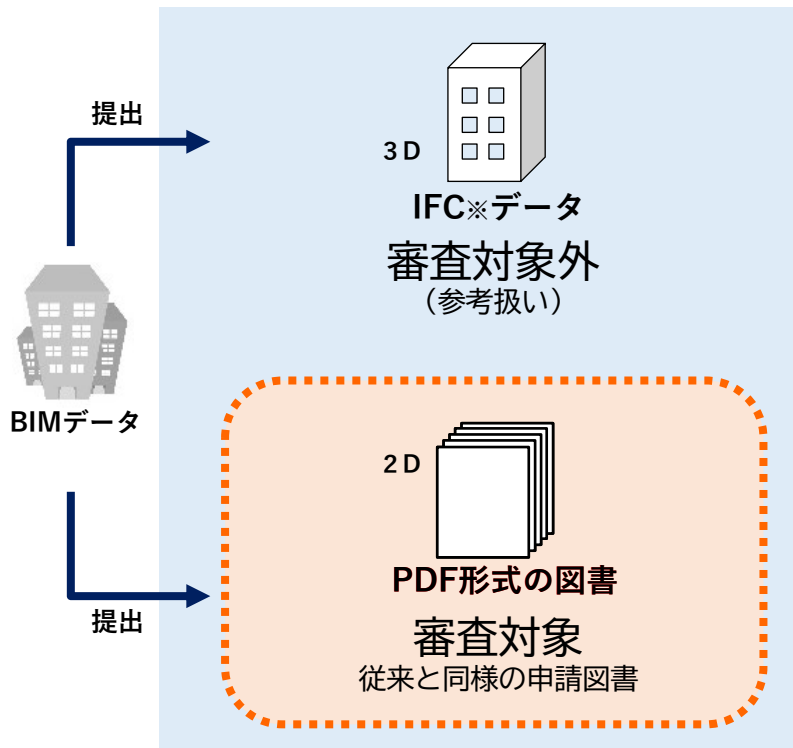 提出
3D
IFC※データ
審査対象外
（参考扱い）
BIMデータ
2D
PDF形式の図書
提出
審査対象
従来と同様の申請図書